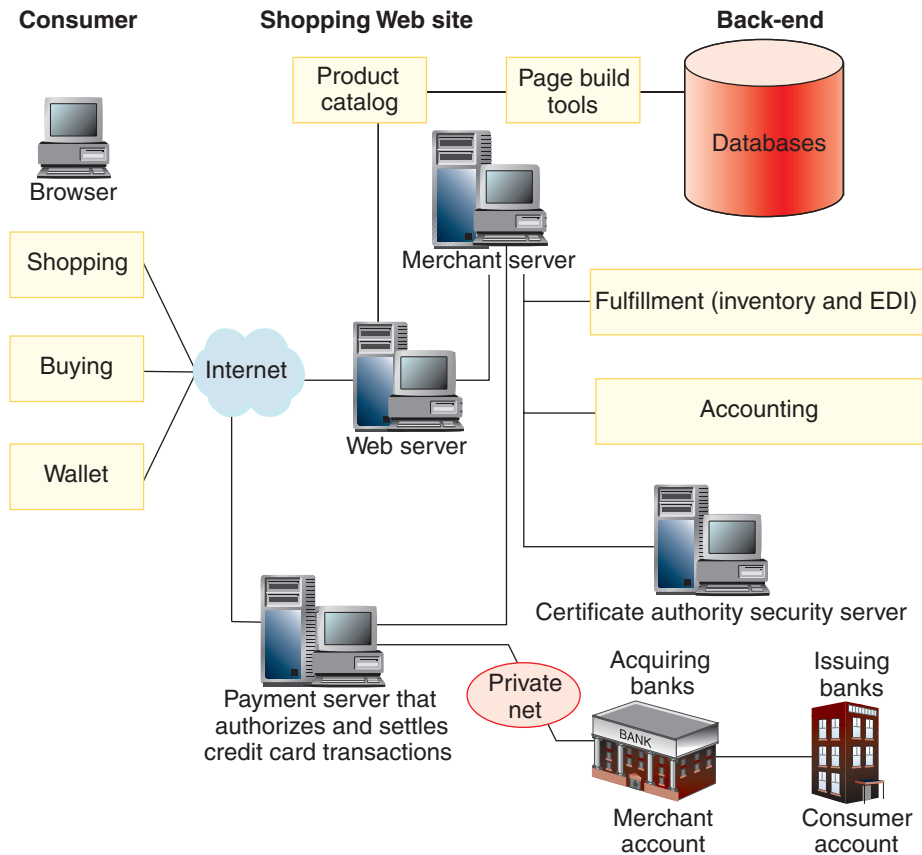 Consumer
Shopping Web site
Back-end
Product
catalog
Page build
tools
Databases
Browser
Merchant server
Shopping
Fulfillment (inventory and EDI)
Buying
Internet
Accounting
Web server
Wallet
Certificate authority security server
Payment server that
authorizes and settles
credit card transactions
Private
net
Acquiring
banks
Issuing
banks
BANK
Merchant
account
Consumer
account